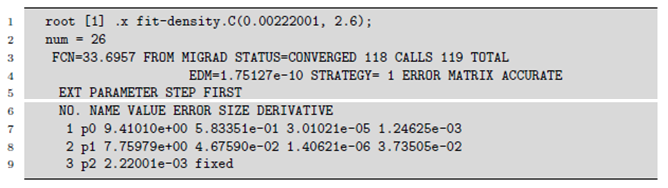 1 root [1] .x fit-density.C(0.00222001, 2.6);
2 num = 26
3 FCN=33.6957 FROM MIGRAD STATUS=CONVERGED 118 CALLS 119 TOTAL
4 EDM=1.75127e-10 STRATEGY= 1 ERROR MATRIX ACCURATE
5 EXT PARAMETER STEP FIRST
6 NO. NAME VALUE ERROR SIZE DERIVATIVE
7 1 p0 9.41010e+00 5.83351e-01 3.01021e-05 1.24625e-03
8 2 p1 7.75979e+00 4.67590e-02 1.40621e-06 3.73505e-02
9 3 p2 2.22001e-03 fixed